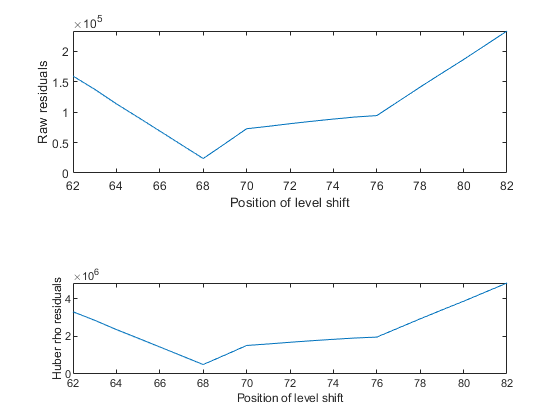 ×10^5
2
1.5
1
0.5
0
Raw residuals
62 64 66 68 70 72 74 76 78 80 82
Position of level shift
×10^6
4
2
0
Huber rho residuals
62 64 66 68 70 72 74 76 78 80 82
Position of level shift